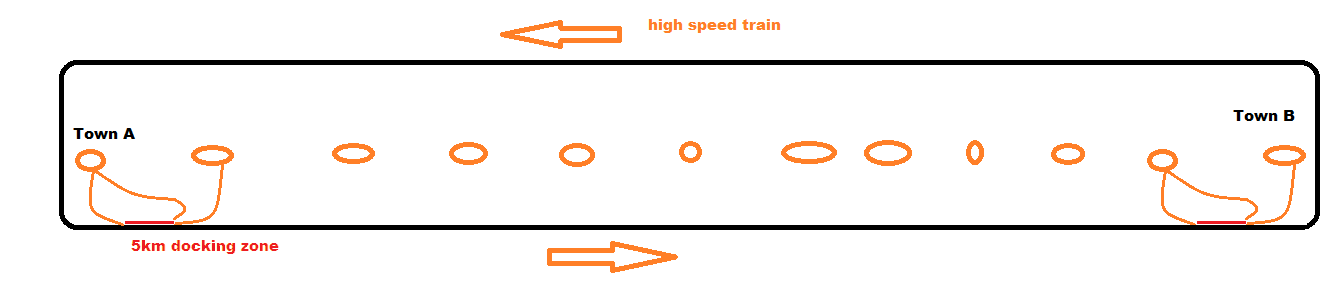 high speed train
Town B
Town A
5km docking zone